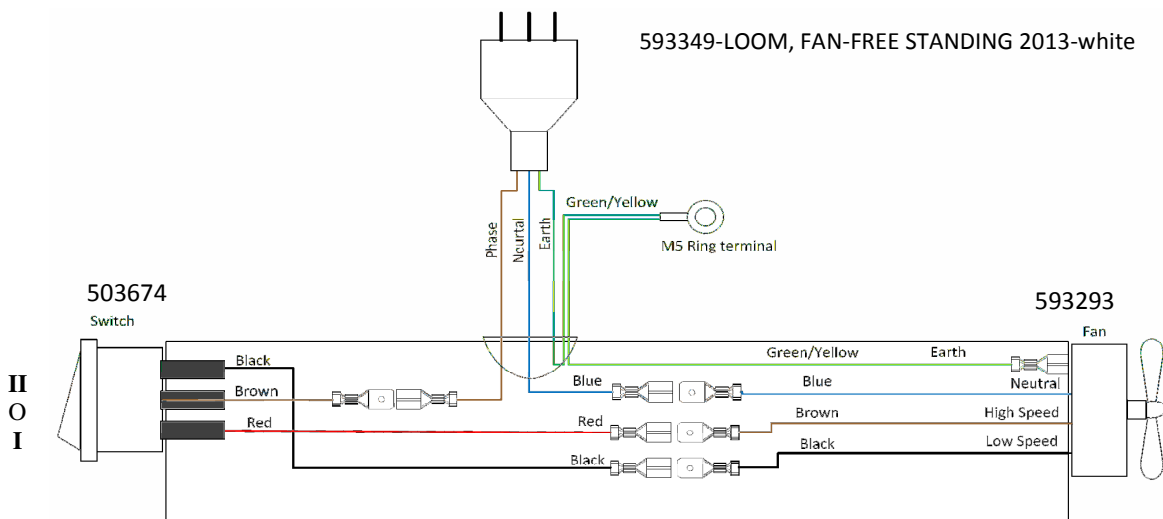 593349-LOOM, FAN-FREE STANDING 2013-white
Phase
Neurtal
Earth
Green/Yellow
M5 Ring terminal
503674
Switch
593293
Fan
II
O
I
Black
Brown
Red
Green/Yellow
Earth
Blue
Blue
Neutral
Red
Brown
High Speed
Black
Black
Low Speed